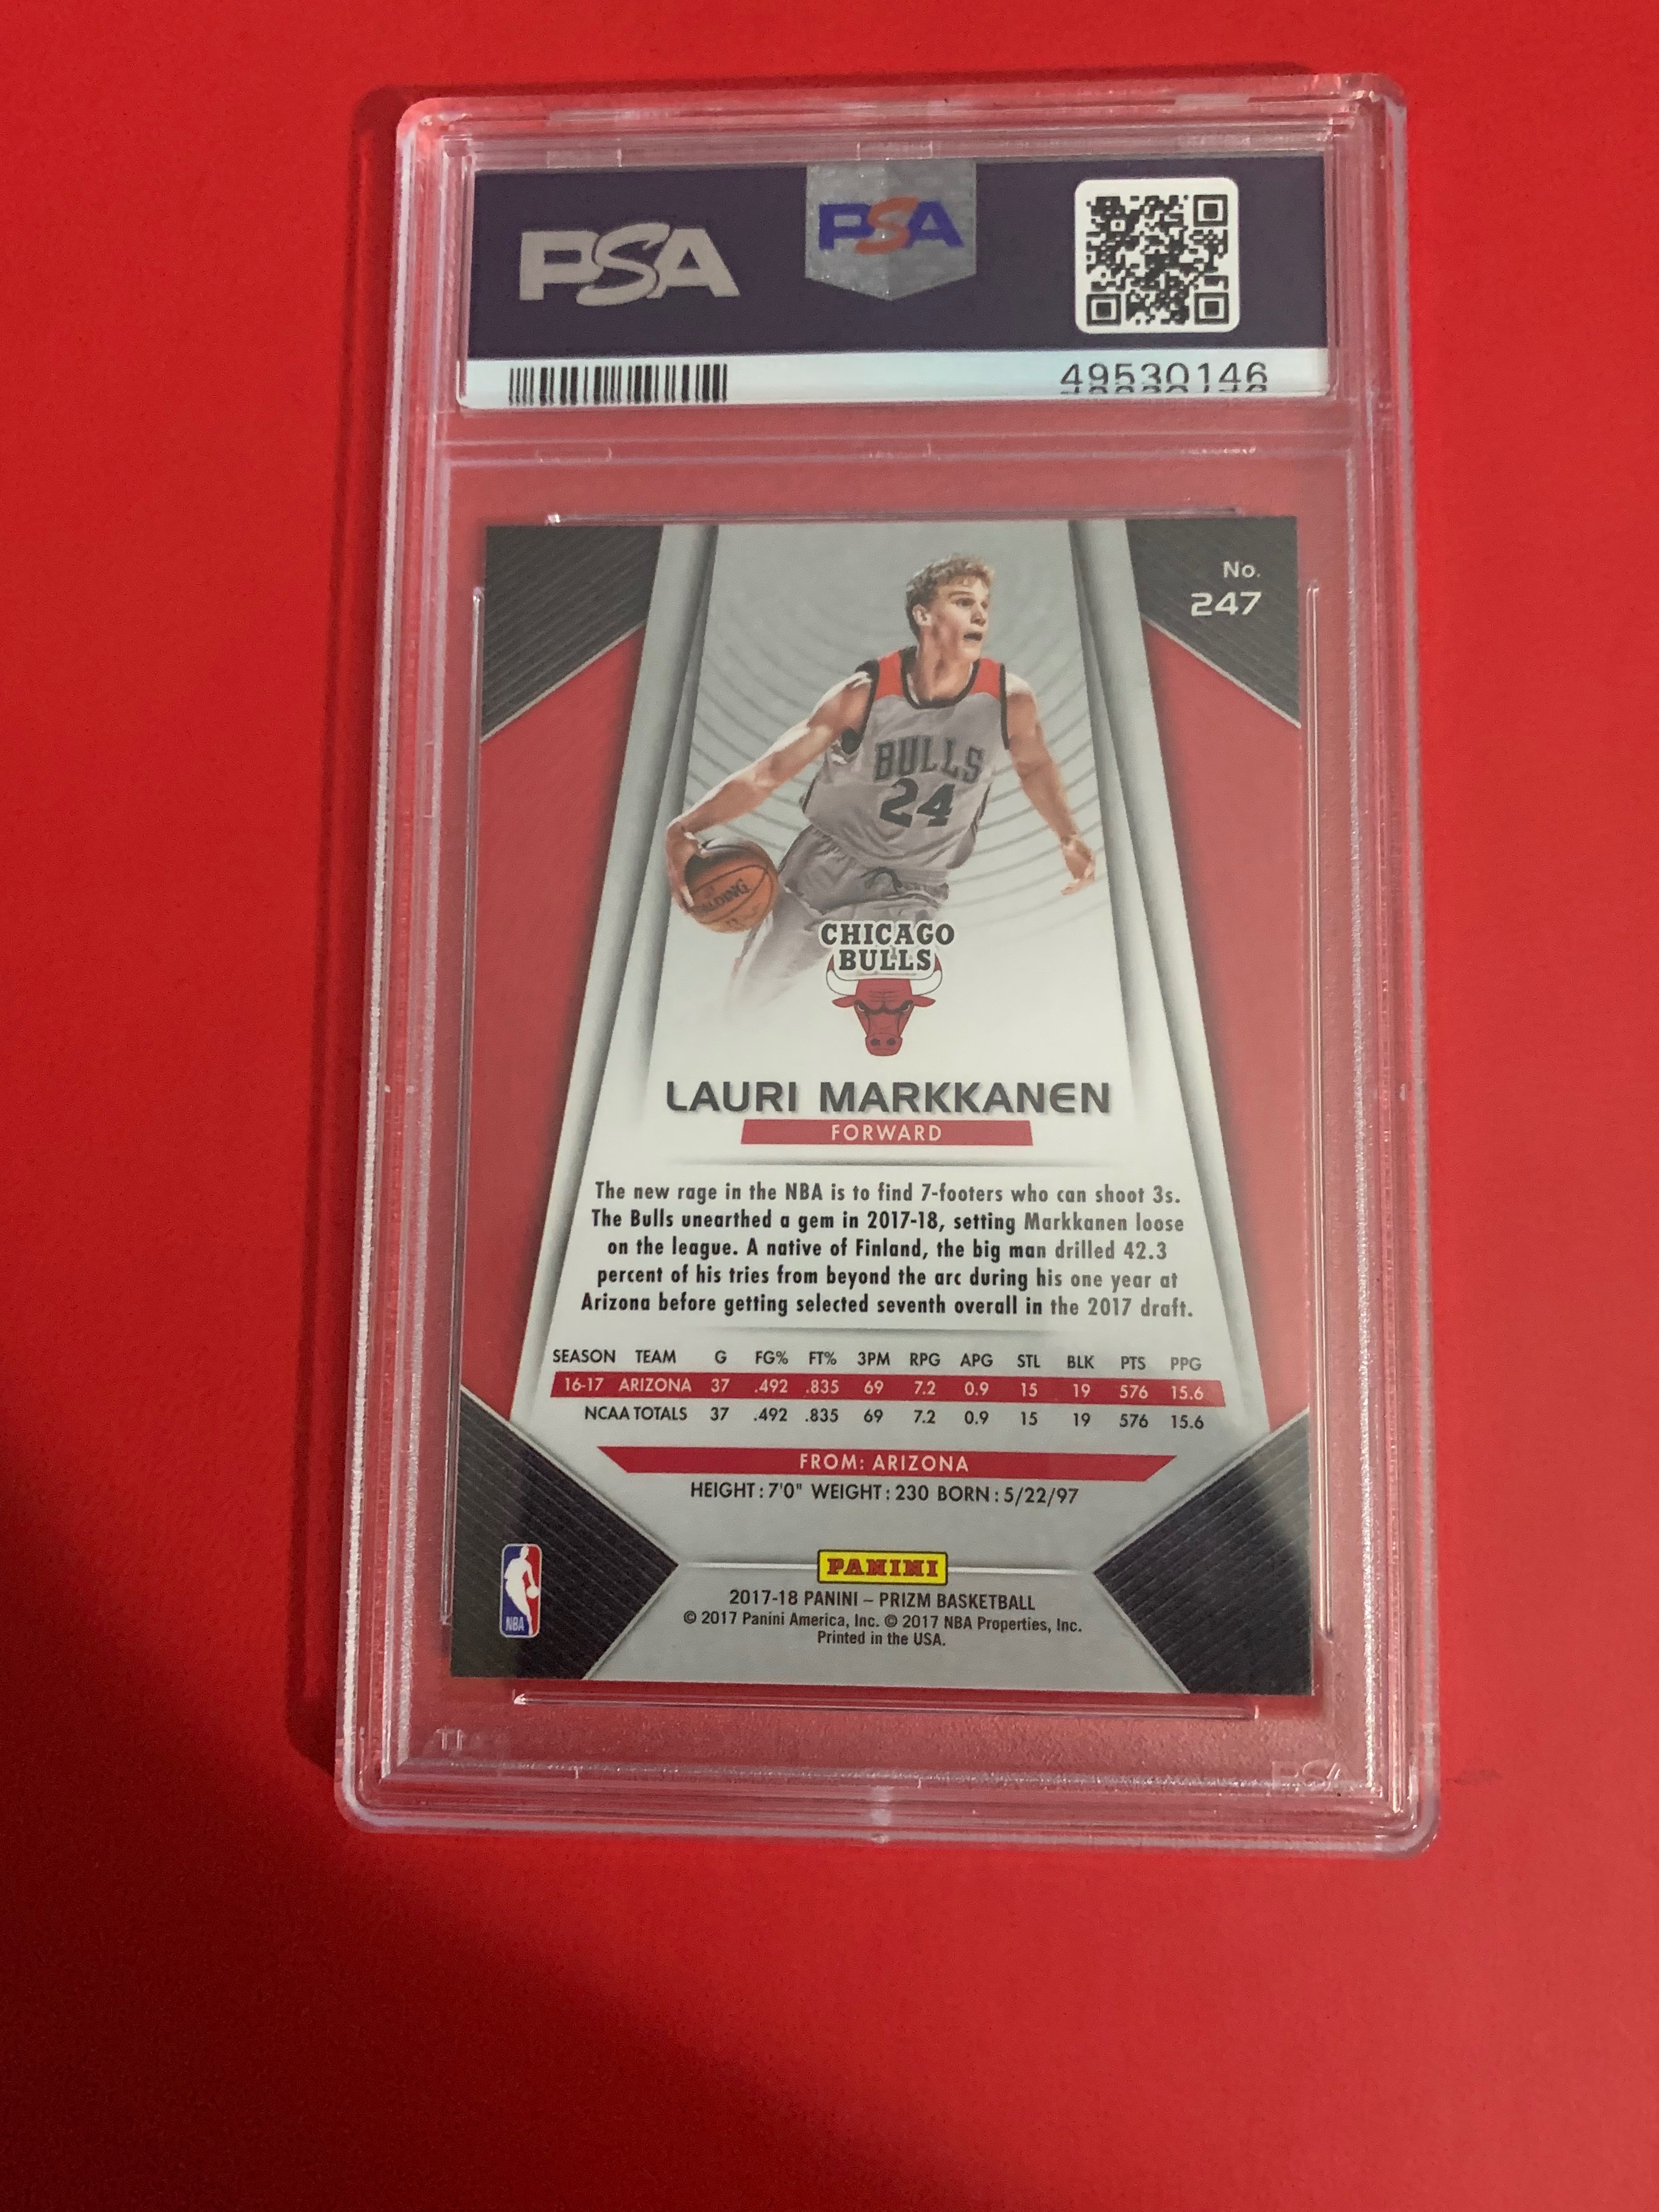 PSA
PSA
49530146
No.
247
BULLS
24
SPALDING
CHICAGO
BULLS
LAURI MARKKANEN
FORWARD
The new rage in the NBA is to find 7-footers who can shoot 3s.
The Bulls unearthed a gem in 2017-18, setting Markkanen loose
on the league. A native of Finland, the big man drilled 42.3
percent of his tries from beyond the arc during his one year at
Arizona before getting selected seventh overall in the 2017 draft.
SEASON TEAM G FG% FT% 3PM RPG APG STL BLK PTS PPG
16-17 ARIZONA 37 .492 .835 69 7.2 0.9 15 19 576 15.6
NCAA TOTALS 37 .492 .835 69 7.2 0.9 15 19 576 15.6
FROM: ARIZONA
HEIGHT: 7'0" WEIGHT: 230 BORN: 5/22/97
NBA
PANINI
2017-18 PANINI – PRIZM BASKETBALL
© 2017 Panini America, Inc. © 2017 NBA Properties, Inc.
Printed in the USA.
PSA